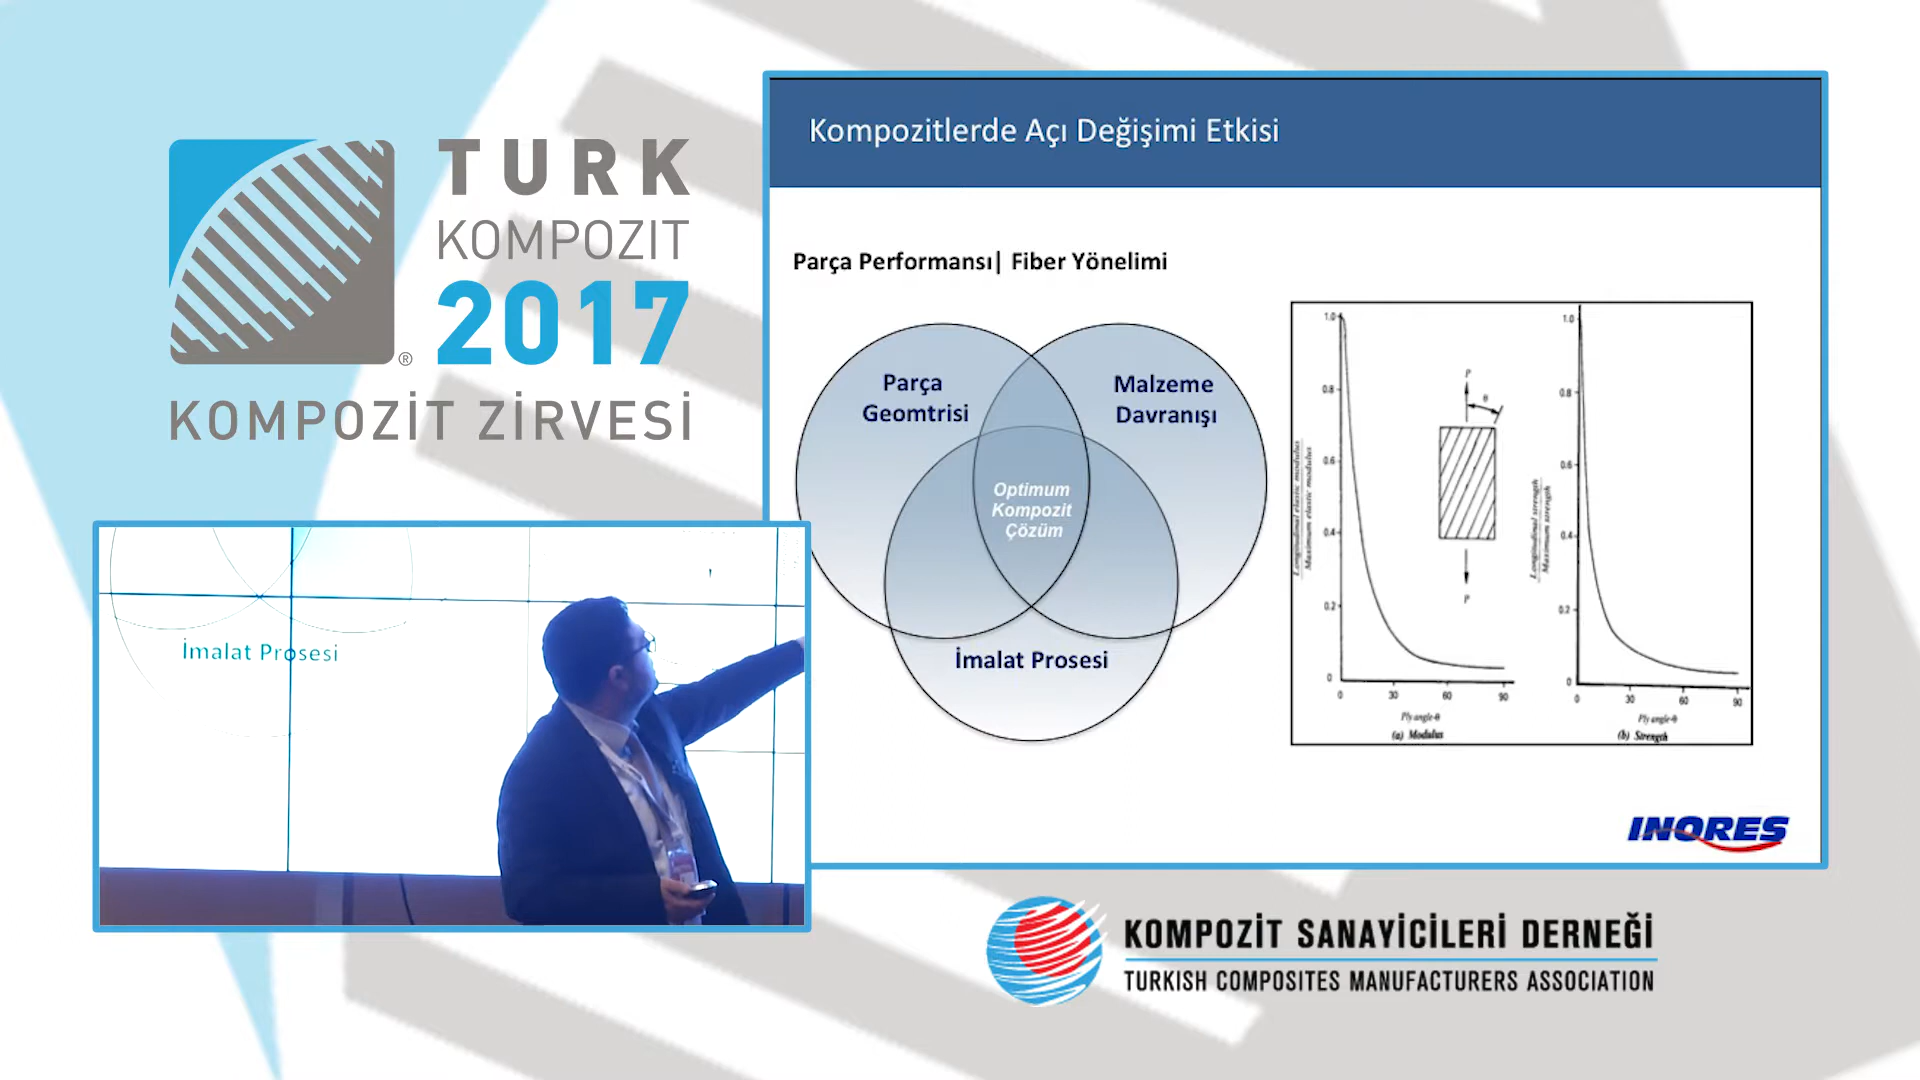 TURK
KOMPOZIT
2017
KOMPOZİT ZİRVESİ
®
Kompozitlerde Açı Değişimi Etkisi
Parça Performansı| Fiber Yönelimi
Parça
Geomtrisi
Malzeme
Davranışı
Optimum
Kompozit
Çözüm
İmalat Prosesi
Longitudinal elastic modulus
Maximum elastic modulus
1.0
0.8
0.6
0.4
0.2
0
0 30 60 90
Ply angle-θ
(a) Modulus
P
θ
P
Longitudinal strength
Maximum strength
1.0
0.8
0.6
0.4
0.2
0
0 30 60 90
Ply angle-θ
(b) Strength
INORES
İmalat Prosesi
KOMPOZİT SANAYİCİLERİ DERNEĞİ
TURKISH COMPOSITES MANUFACTURERS ASSOCIATION